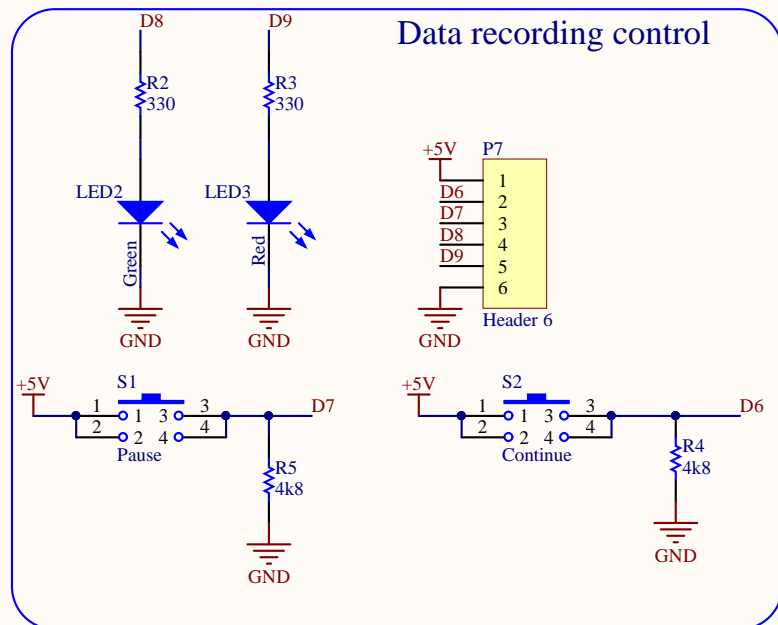 Data recording control
D8
D9
R2
330
R3
330
LED2
LED3
Green
Red
GND
GND
P7
+5V
1
D6
2
D7
3
D8
4
D9
5
6
GND
Header 6
S1
+5V
1
1
3
3
D7
2
2
4
4
Pause
R5
4k8
GND
S2
+5V
1
1
3
3
D6
2
2
4
4
Continue
R4
4k8
GND